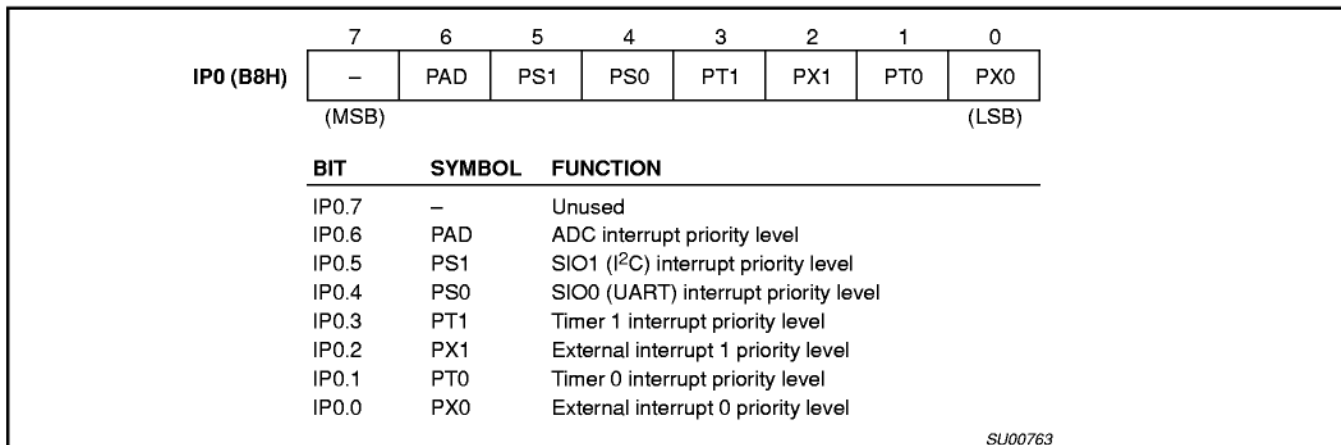 7 6 5 4 3 2 1 0
IP0 (B8H) – PAD PS1 PS0 PT1 PX1 PT0 PX0
(MSB) (LSB)
BIT SYMBOL FUNCTION
IP0.7 – Unused
IP0.6 PAD ADC interrupt priority level
IP0.5 PS1 SIO1 (I²C) interrupt priority level
IP0.4 PS0 SIO0 (UART) interrupt priority level
IP0.3 PT1 Timer 1 interrupt priority level
IP0.2 PX1 External interrupt 1 priority level
IP0.1 PT0 Timer 0 interrupt priority level
IP0.0 PX0 External interrupt 0 priority level
SU00763